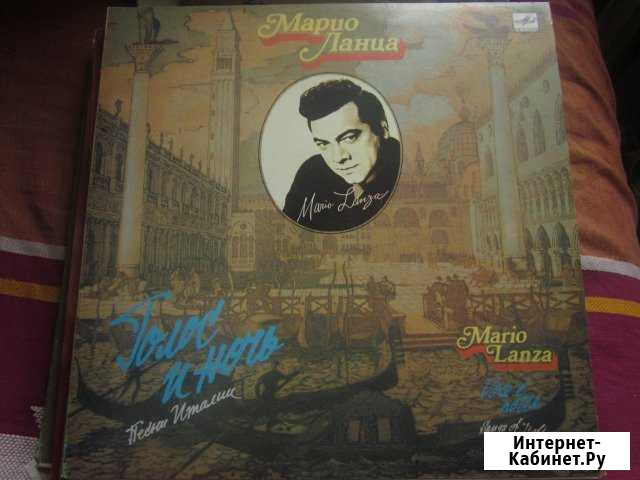 Марио
Ланца
Mario Lanza
Голос
и ночь
Песни Италии
Mario
Lanza
Интернет-
Кабинет.Ру